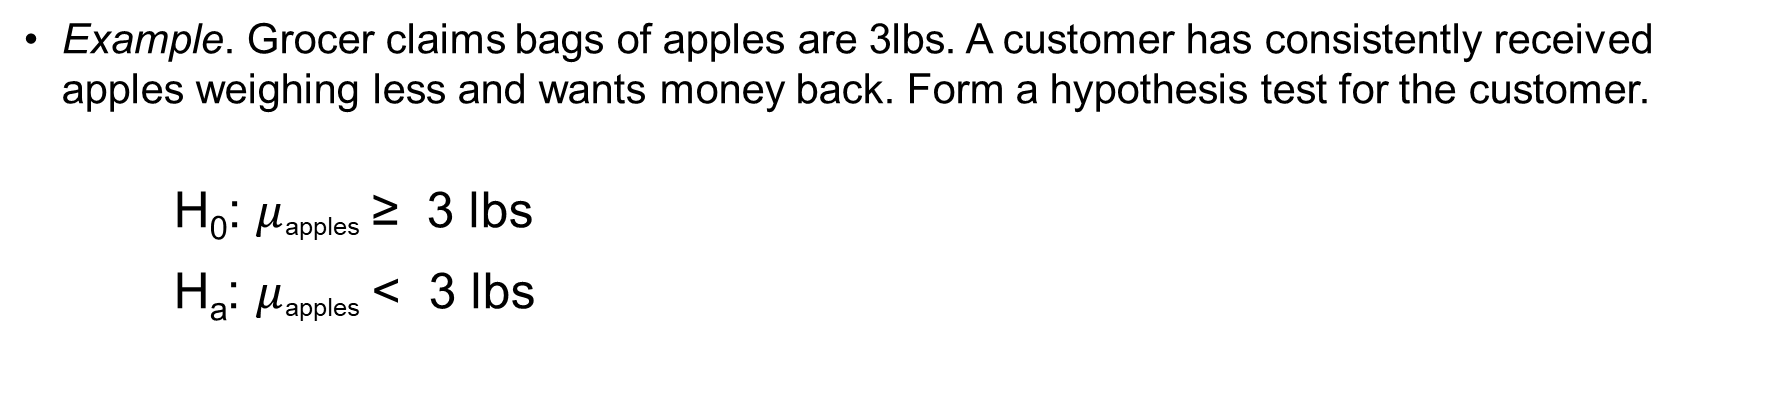 • Example. Grocer claims bags of apples are 3lbs. A customer has consistently received
apples weighing less and wants money back. Form a hypothesis test for the customer.
H₀: μapples ≥ 3 lbs
Hₐ: μapples < 3 lbs